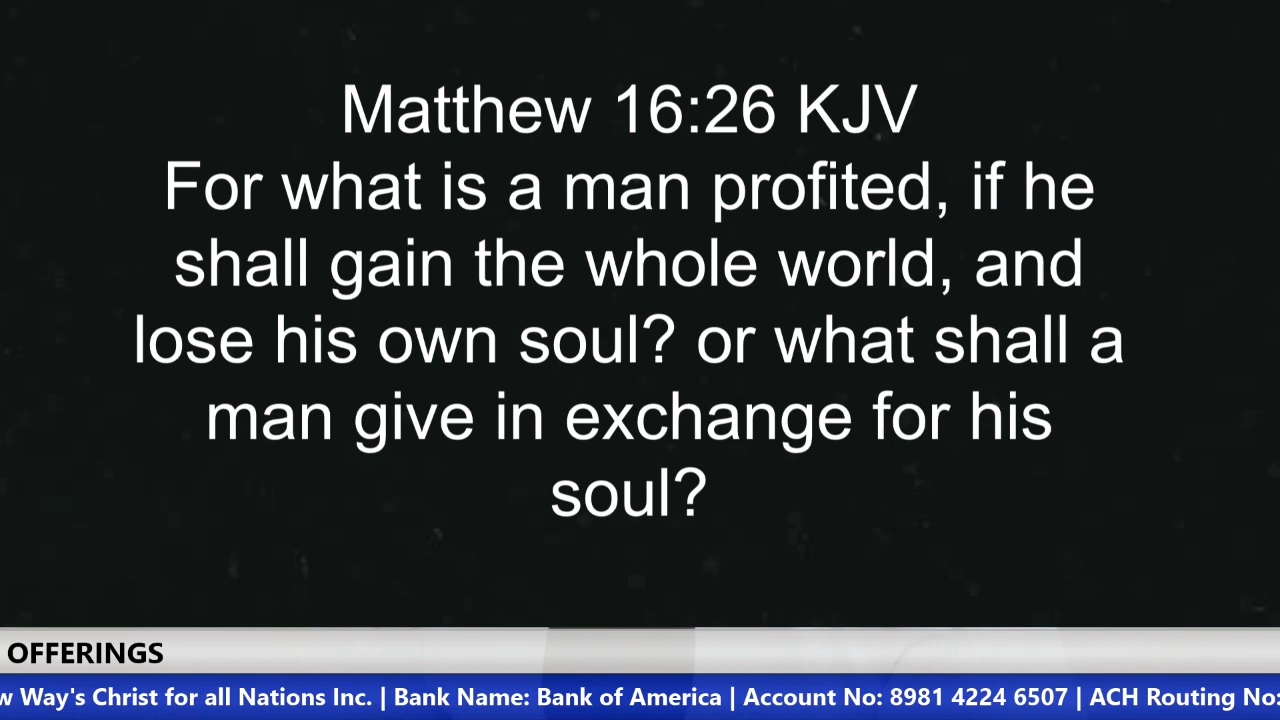 Matthew 16:26 KJV
For what is a man profited, if he
shall gain the whole world, and
lose his own soul? or what shall a
man give in exchange for his
soul?
OFFERINGS
Way's Christ for all Nations Inc. | Bank Name: Bank of America | Account No: 8981 4224 6507 | ACH Routing No: